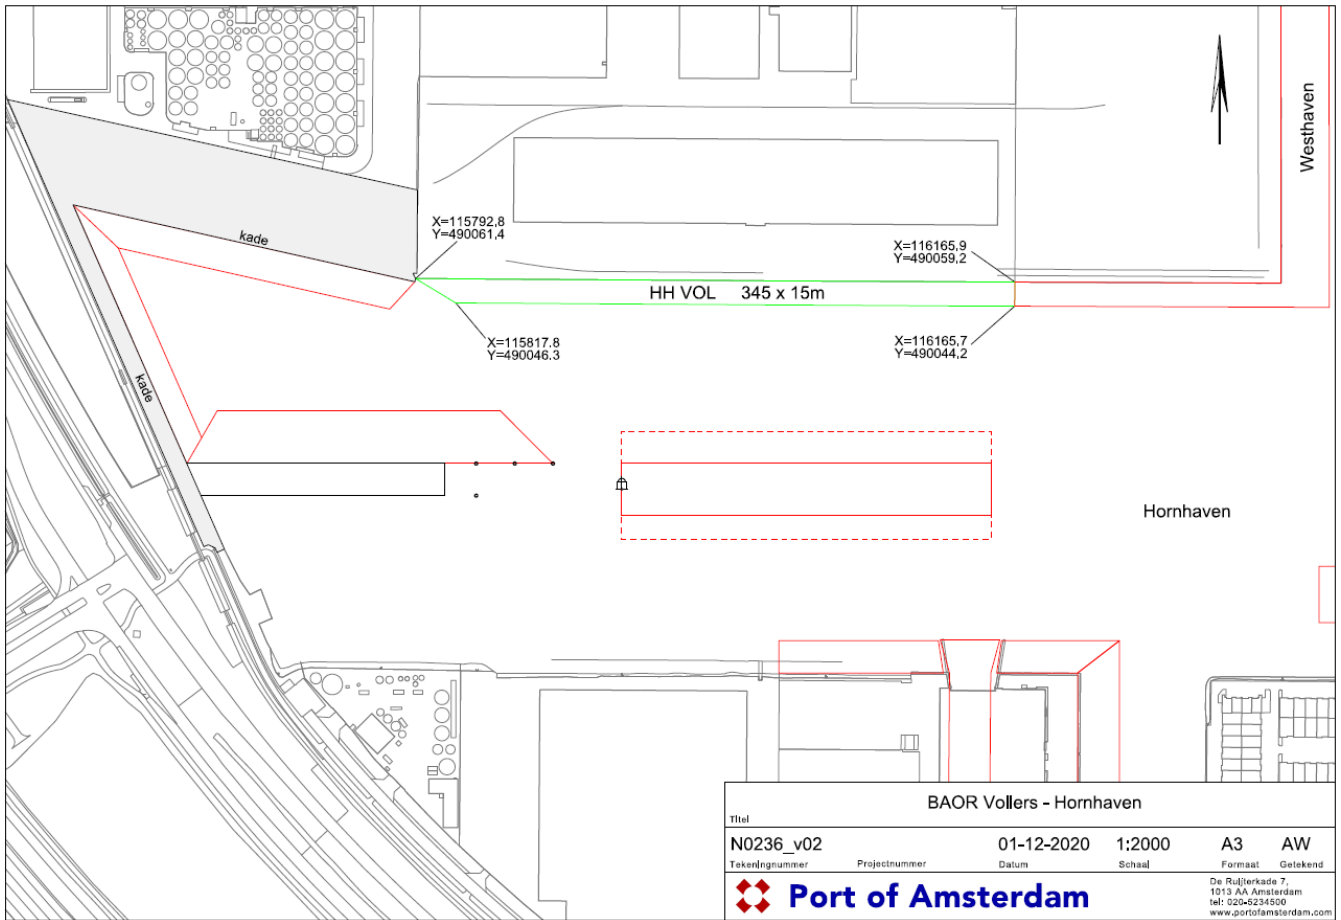 Westhaven
X=115792,8
Y=490061,4
kade
X=116165,9
Y=490059,2
HH VOL 345 x 15m
X=115817.8
Y=490046.3
X=116165,7
Y=490044,2
kade
Hornhaven
BAOR Vollers - Hornhaven
Titel
N0236_v02 01-12-2020 1:2000 A3 AW
Tekeningnummer Projectnummer Datum Schaal Formaat Getekend
Port of Amsterdam
De Ruijterkade 7,
1013 AA Amsterdam
tel: 020-5234500
www.portofamsterdam.com